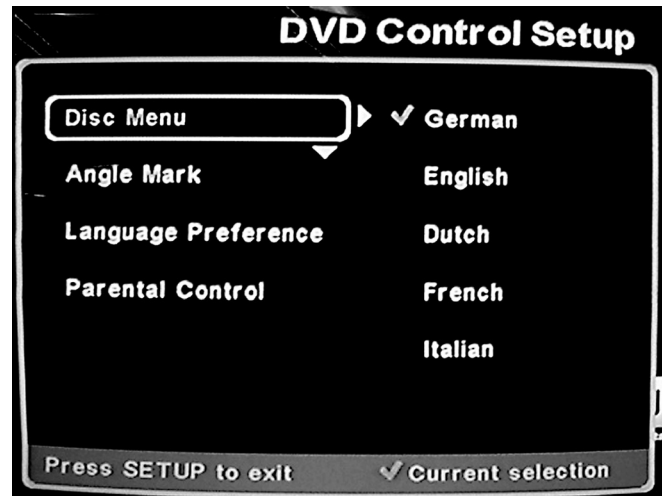 DVD Control Setup
Disc Menu
German
Angle Mark
English
Language Preference
Dutch
Parental Control
French
Italian
Press SETUP to exit
Current selection